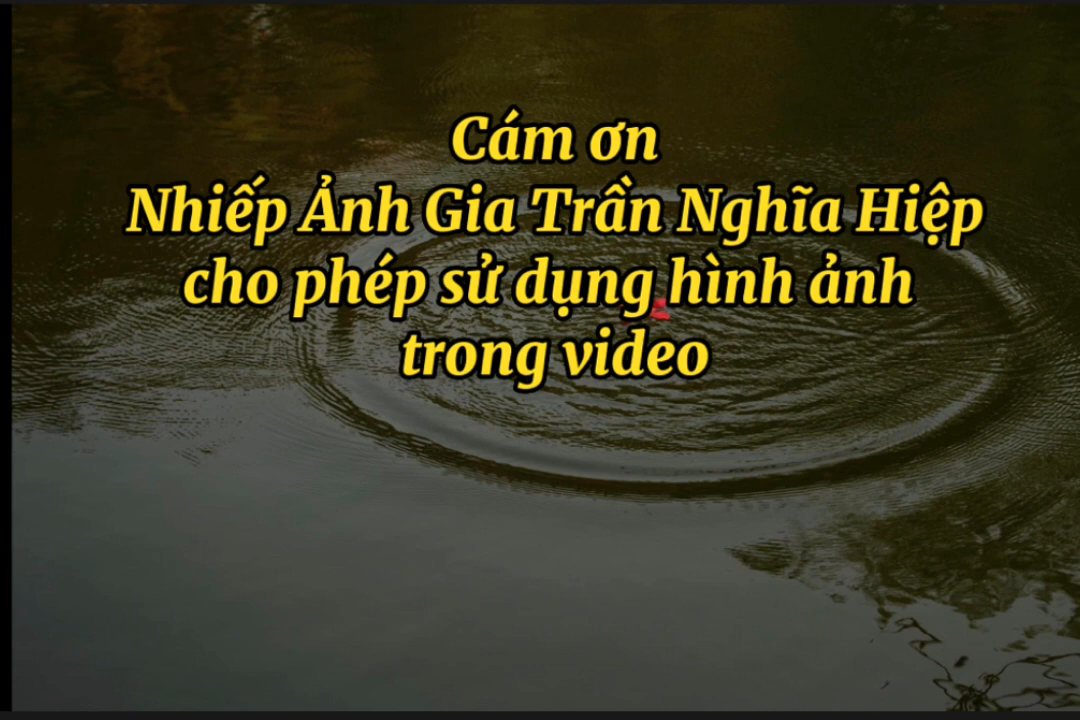 Cám ơn
Nhiếp Ảnh Gia Trần Nghĩa Hiệp
cho phép sử dụng hình ảnh
trong video